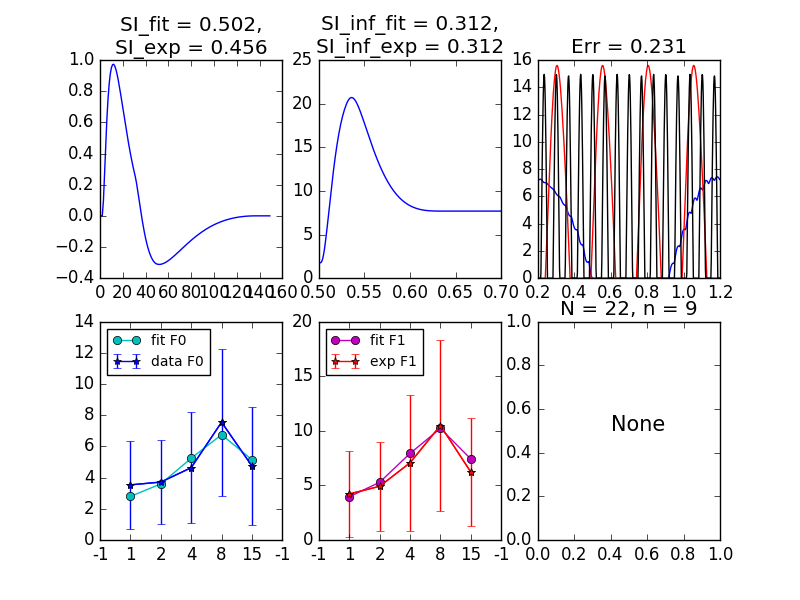 SI_fit = 0.502,
SI_exp = 0.456
SI_inf_fit = 0.312,
SI_inf_exp = 0.312
Err = 0.231
1.0
0.8
0.6
0.4
0.2
0.0
−0.2
−0.4
0 20 40 60 80 100 120 140 160
25
20
15
10
5
0
0.50 0.55 0.60 0.65 0.70
16
14
12
10
8
6
4
2
0
0.2 0.4 0.6 0.8 1.0 1.2
14
12
10
8
6
4
2
0
fit F0
data F0
-1 1 2 4 8 15 -1
20
15
10
5
0
fit F1
exp F1
-1 1 2 4 8 15 -1
N = 22, n = 9
1.0
0.8
0.6
0.4
0.2
0.0
None
0.0 0.2 0.4 0.6 0.8 1.0